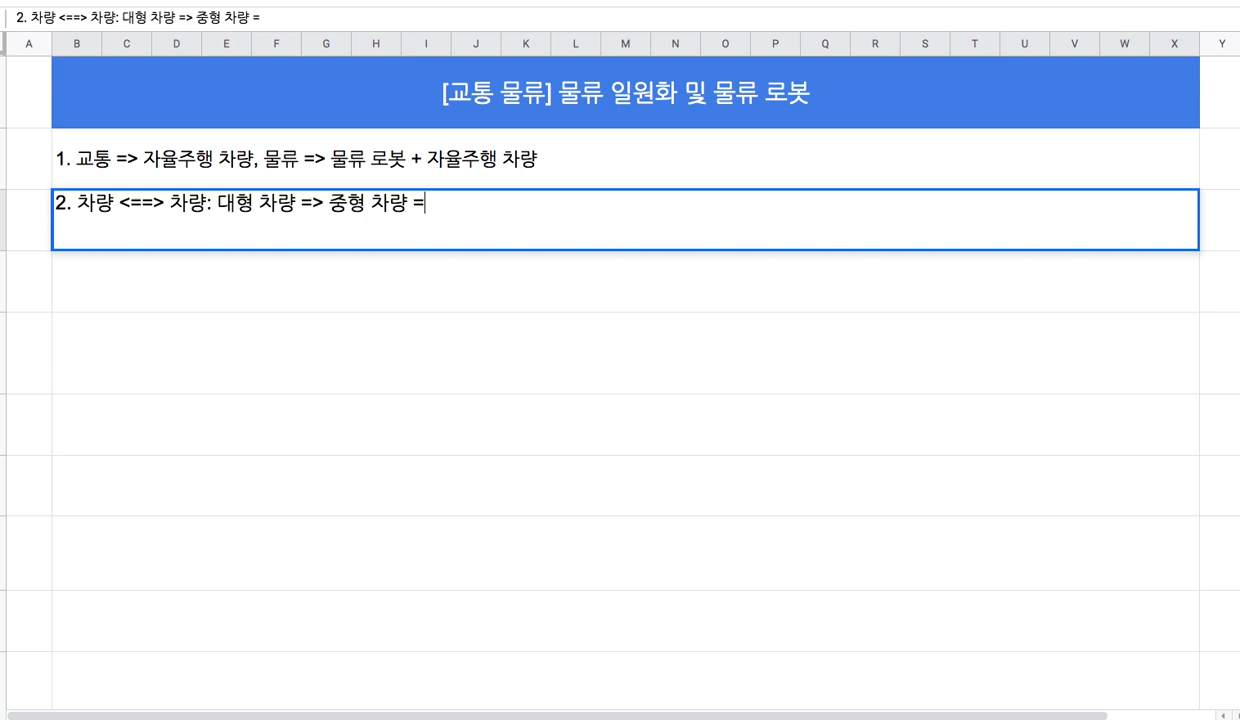 2. 차량 <==> 차량: 대형 차량 => 중형 차량 =
A B C D E F G H I J K L M N O P Q R S T U V W X Y
[교통 물류] 물류 일원화 및 물류 로봇
1. 교통 => 자율주행 차량, 물류 => 물류 로봇 + 자율주행 차량
2. 차량 <==> 차량: 대형 차량 => 중형 차량 =